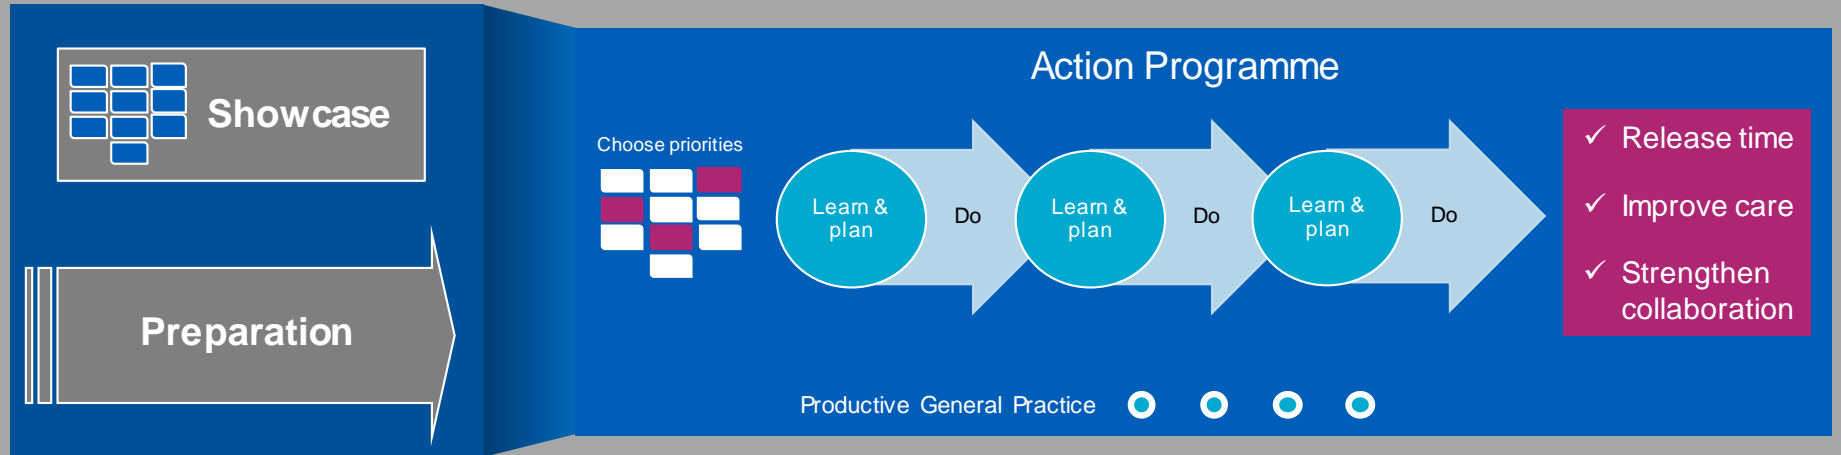 Showcase
Preparation
Action Programme
Choose priorities
Learn &
plan
Do
Learn &
plan
Do
Learn &
plan
Do
✓ Release time
✓ Improve care
✓ Strengthen
collaboration
Productive General Practice